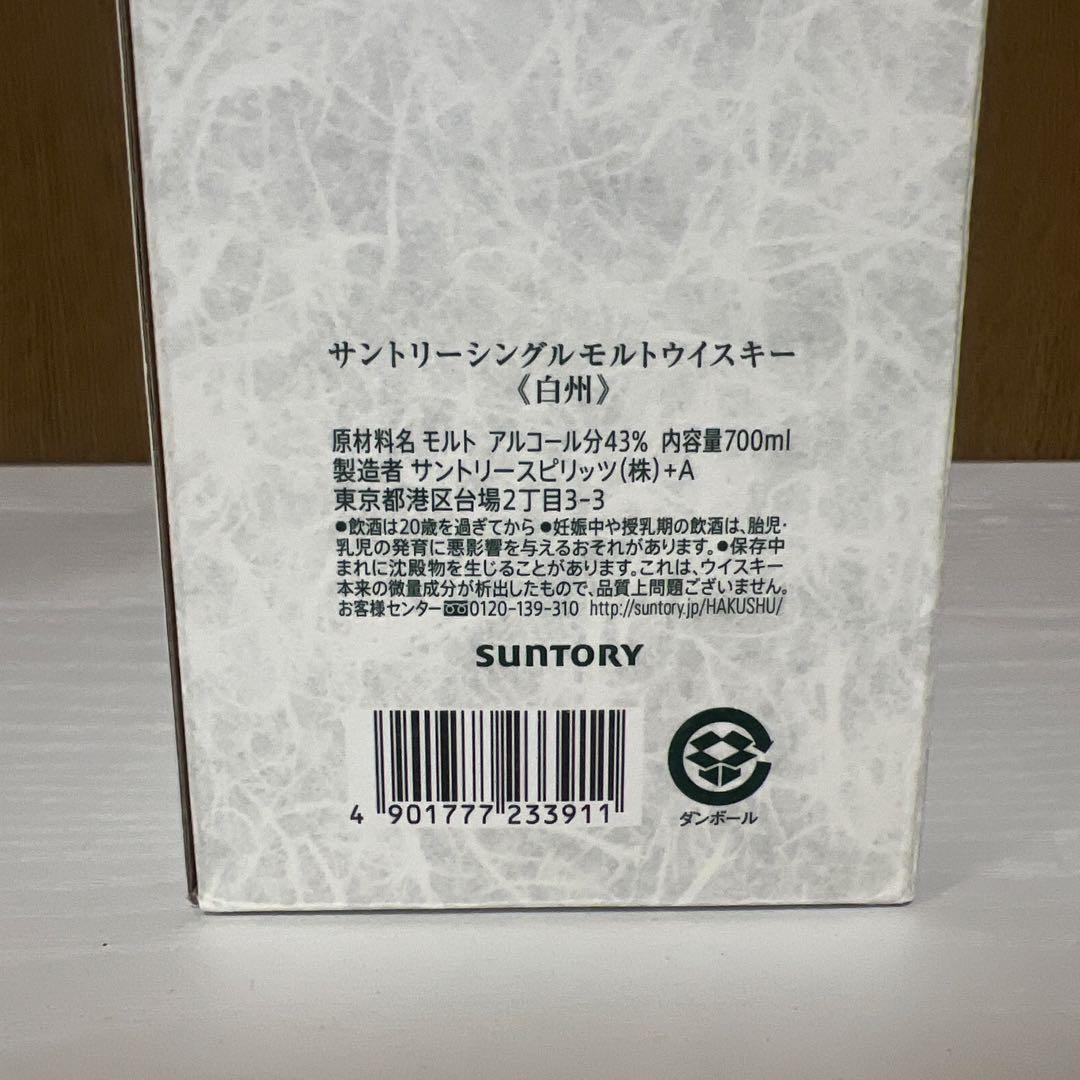 サントリーシングルモルトウイスキー
《白州》
原材料名 モルト アルコール分43% 内容量700ml
製造者 サントリースピリッツ(株)+A
東京都港区台場2丁目3-3
●飲酒は20歳を過ぎてから ●妊娠中や授乳期の飲酒は、胎児・
乳児の発育に悪影響を与えるおそれがあります。●保存中
まれに沈殿物を生じることがあります。これは、ウイスキー
本来の微量成分が析出したもので、品質上問題ございません。
お客様センター 0120-139-310 http://suntory.jp/HAKUSHU/
SUNTORY
4 901777 233911
ダンボール